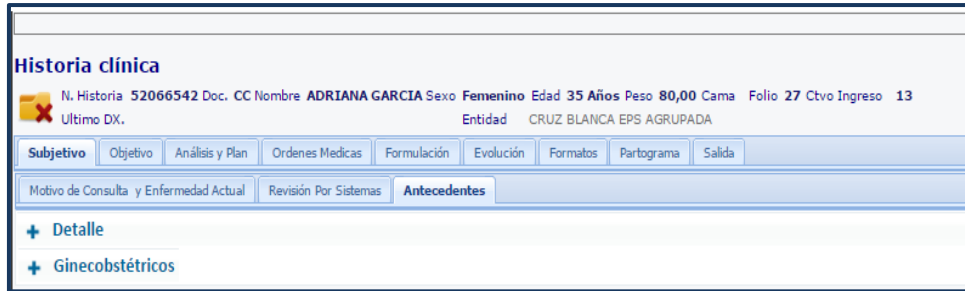 Historia clínica
N. Historia 52066542 Doc. CC Nombre ADRIANA GARCIA Sexo Femenino Edad 35 Años Peso 80,00 Cama Folio 27 Ctvo Ingreso 13
Ultimo DX. Entidad CRUZ BLANCA EPS AGRUPADA
Subjetivo Objetivo Análisis y Plan Ordenes Medicas Formulación Evolución Formatos Partograma Salida
Motivo de Consulta y Enfermedad Actual Revisión Por Sistemas Antecedentes
+ Detalle
+ Ginecobstétricos